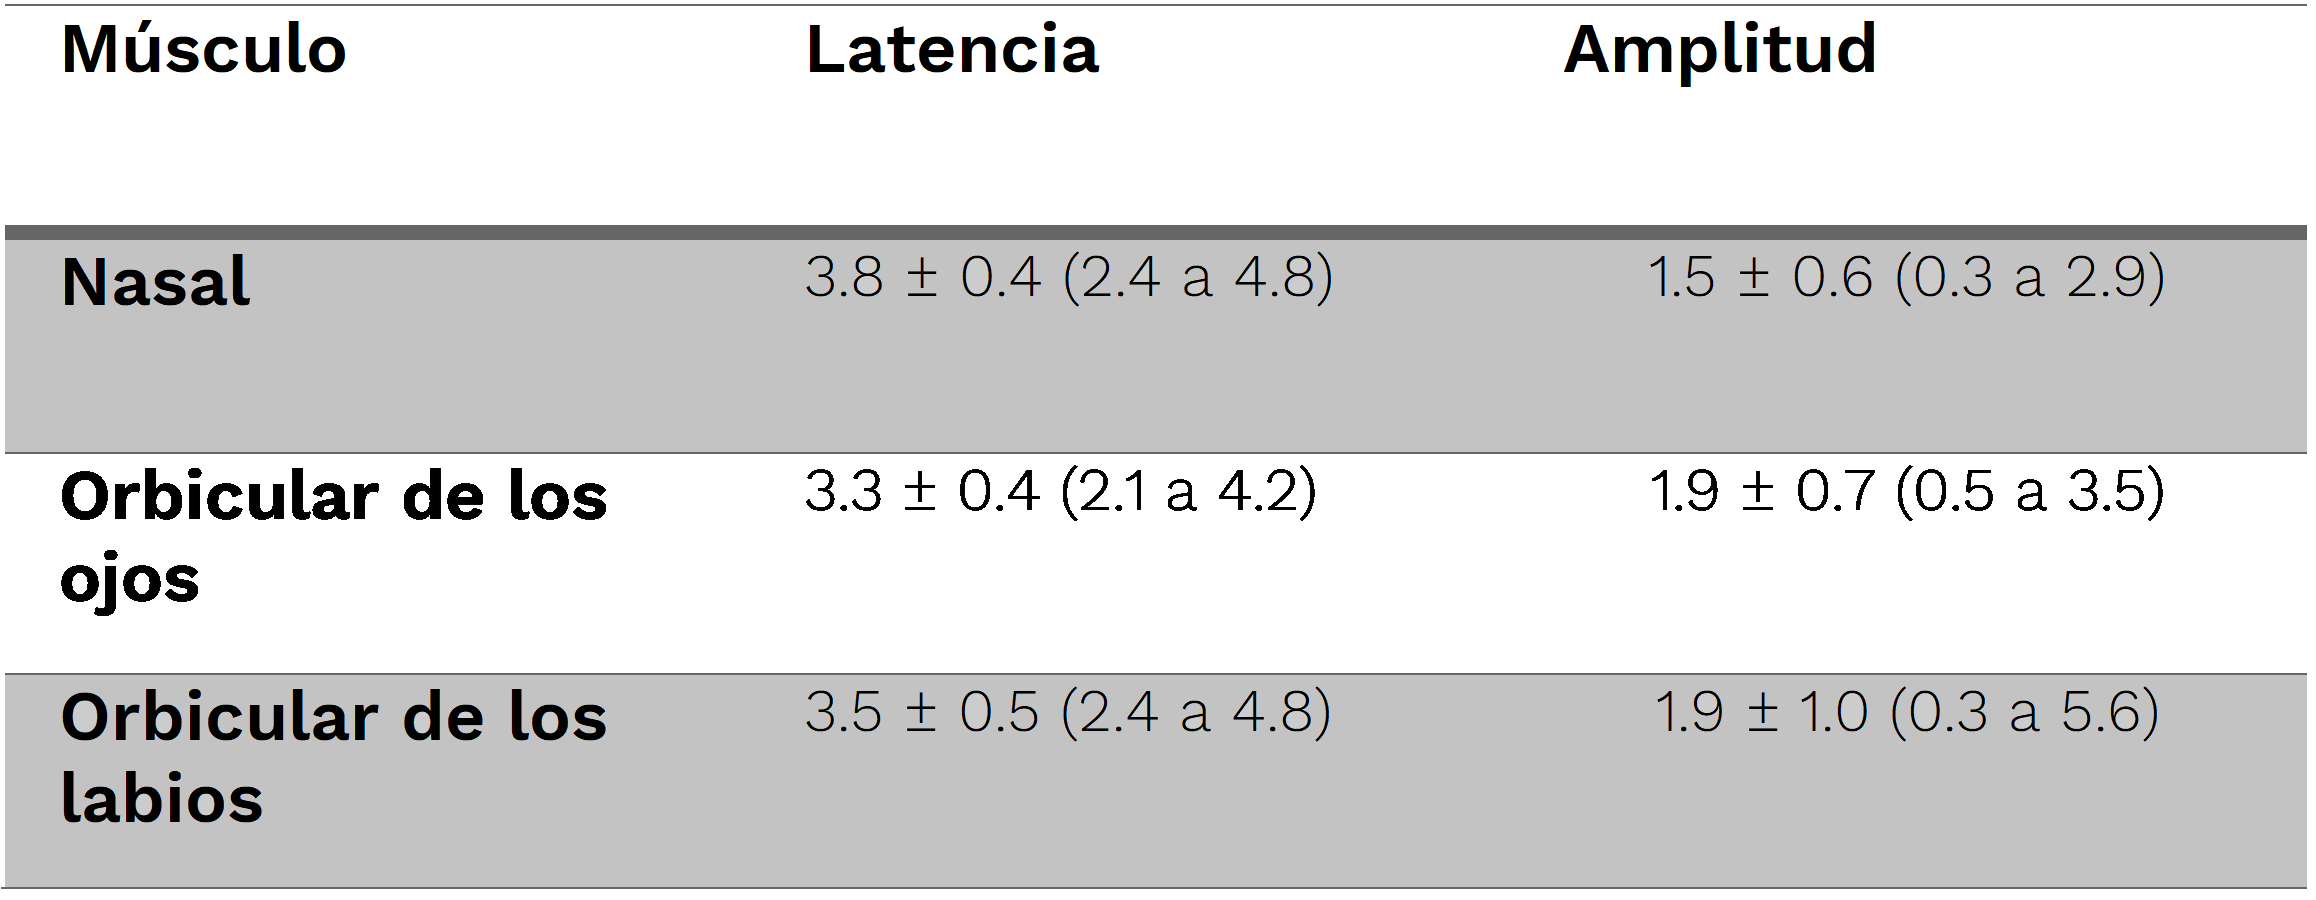 Músculo Latencia Amplitud
Nasal 3.8 ± 0.4 (2.4 a 4.8) 1.5 ± 0.6 (0.3 a 2.9)
Orbicular de los 3.3 ± 0.4 (2.1 a 4.2) 1.9 ± 0.7 (0.5 a 3.5)
ojos
Orbicular de los 3.5 ± 0.5 (2.4 a 4.8) 1.9 ± 1.0 (0.3 a 5.6)
labios